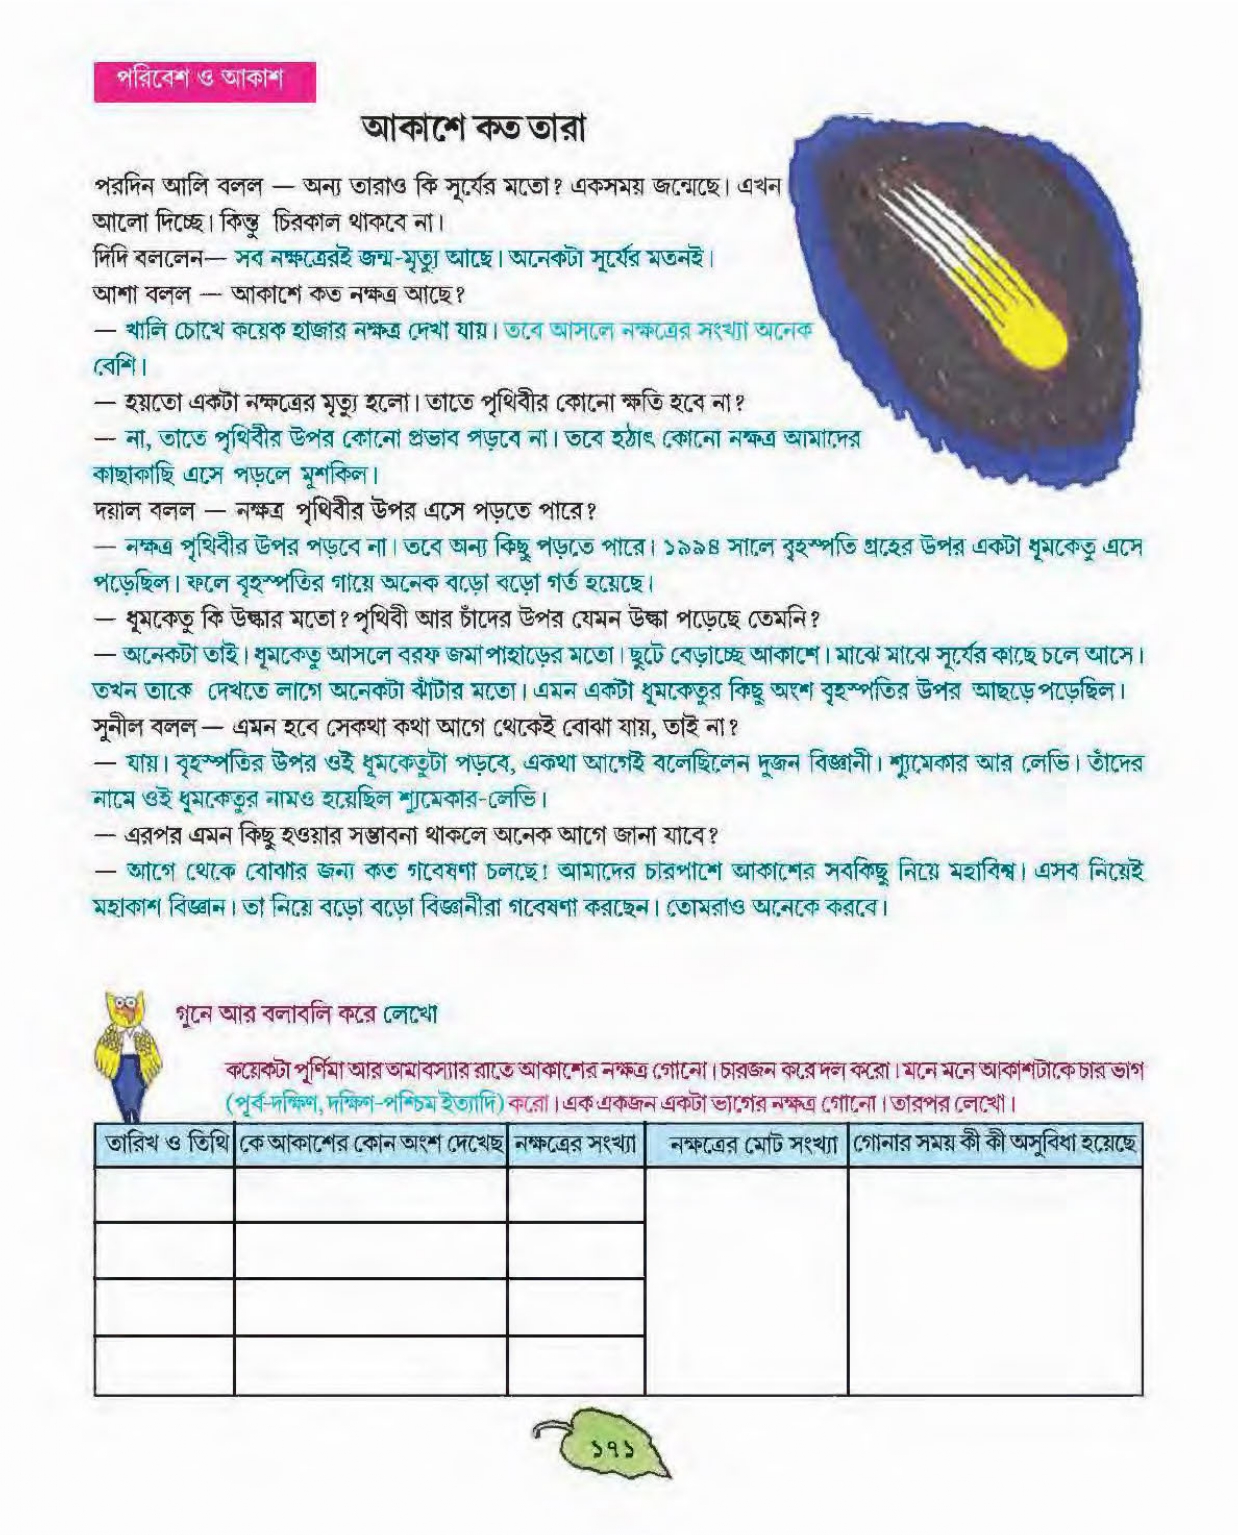 পরিবেশ ও আকাশ
আকাশে কত তারা
পরদিন আলি বলল — অন্য তারাও কি সূর্যের মতো? একসময় জন্মেছে। এখন
আলো দিচ্ছে। কিন্তু চিরকাল থাকবে না।
দিদি বললেন— সব নক্ষত্রেরই জন্ম-মৃত্যু আছে। অনেকটা সূর্যের মতনই।
আশা বলল — আকাশে কত নক্ষত্র আছে?
— খালি চোখে কয়েক হাজার নক্ষত্র দেখা যায়। তবে আসলে নক্ষত্রের সংখ্যা অনেক
বেশি।
— হয়তো একটা নক্ষত্রের মৃত্যু হলো। তাতে পৃথিবীর কোনো ক্ষতি হবে না?
— না, তাতে পৃথিবীর উপর কোনো প্রভাব পড়বে না। তবে হঠাৎ কোনো নক্ষত্র আমাদের
কাছাকাছি এসে পড়লে মুশকিল।
দয়াল বলল — নক্ষত্র পৃথিবীর উপর এসে পড়তে পারে?
— নক্ষত্র পৃথিবীর উপর পড়বে না। তবে অন্য কিছু পড়তে পারে। ১৯৯৪ সালে বৃহস্পতি গ্রহের উপর একটা ধূমকেতু এসে
পড়েছিল। ফলে বৃহস্পতির গায়ে অনেক বড়ো বড়ো গর্ত হয়েছে।
— ধূমকেতু কি উল্কার মতো? পৃথিবী আর চাঁদের উপর যেমন উল্কা পড়েছে তেমনি?
— অনেকটা তাই। ধূমকেতু আসলে বরফ জমা পাহাড়ের মতো। ছুটে বেড়াচ্ছে আকাশে। মাঝে মাঝে সূর্যের কাছে চলে আসে।
তখন তাকে দেখতে লাগে অনেকটা ঝাঁটার মতো। এমন একটা ধূমকেতুর কিছু অংশ বৃহস্পতির উপর আছড়ে পড়েছিল।
সুনীল বলল — এমন হবে সেকথা কথা আগে থেকেই বোঝা যায়, তাই না?
— যায়। বৃহস্পতির উপর ওই ধূমকেতুটা পড়বে, একথা আগেই বলেছিলেন দুজন বিজ্ঞানী। শ্যুমেকার আর লেভি। তাঁদের
নামে ওই ধূমকেতুর নামও হয়েছিল শ্যুমেকার-লেভি।
— এরপর এমন কিছু হওয়ার সম্ভাবনা থাকলে অনেক আগে জানা যাবে?
— আগে থেকে বোঝার জন্য কত গবেষণা চলছে! আমাদের চারপাশে আকাশের সবকিছু নিয়ে মহাবিশ্ব। এসব নিয়েই
মহাকাশ বিজ্ঞান। তা নিয়ে বড়ো বড়ো বিজ্ঞানীরা গবেষণা করছেন। তোমরাও অনেকে করবে।
গুনে আর বলাবলি করে লেখো
কয়েকটা পূর্ণিমা আর অমাবস্যার রাতে আকাশের নক্ষত্র গোনো। চারজন করে দল করো। মনে মনে আকাশটাকে চার ভাগ
(পূর্ব-দক্ষিণ, দক্ষিণ-পশ্চিম ইত্যাদি) করো। এক একজন একটা ভাগের নক্ষত্র গোনো। তারপর লেখো।
তারিখ ও তিথি কে আকাশের কোন অংশ দেখেছ নক্ষত্রের সংখ্যা নক্ষত্রের মোট সংখ্যা গোনার সময় কী কী অসুবিধা হয়েছে
১৭১